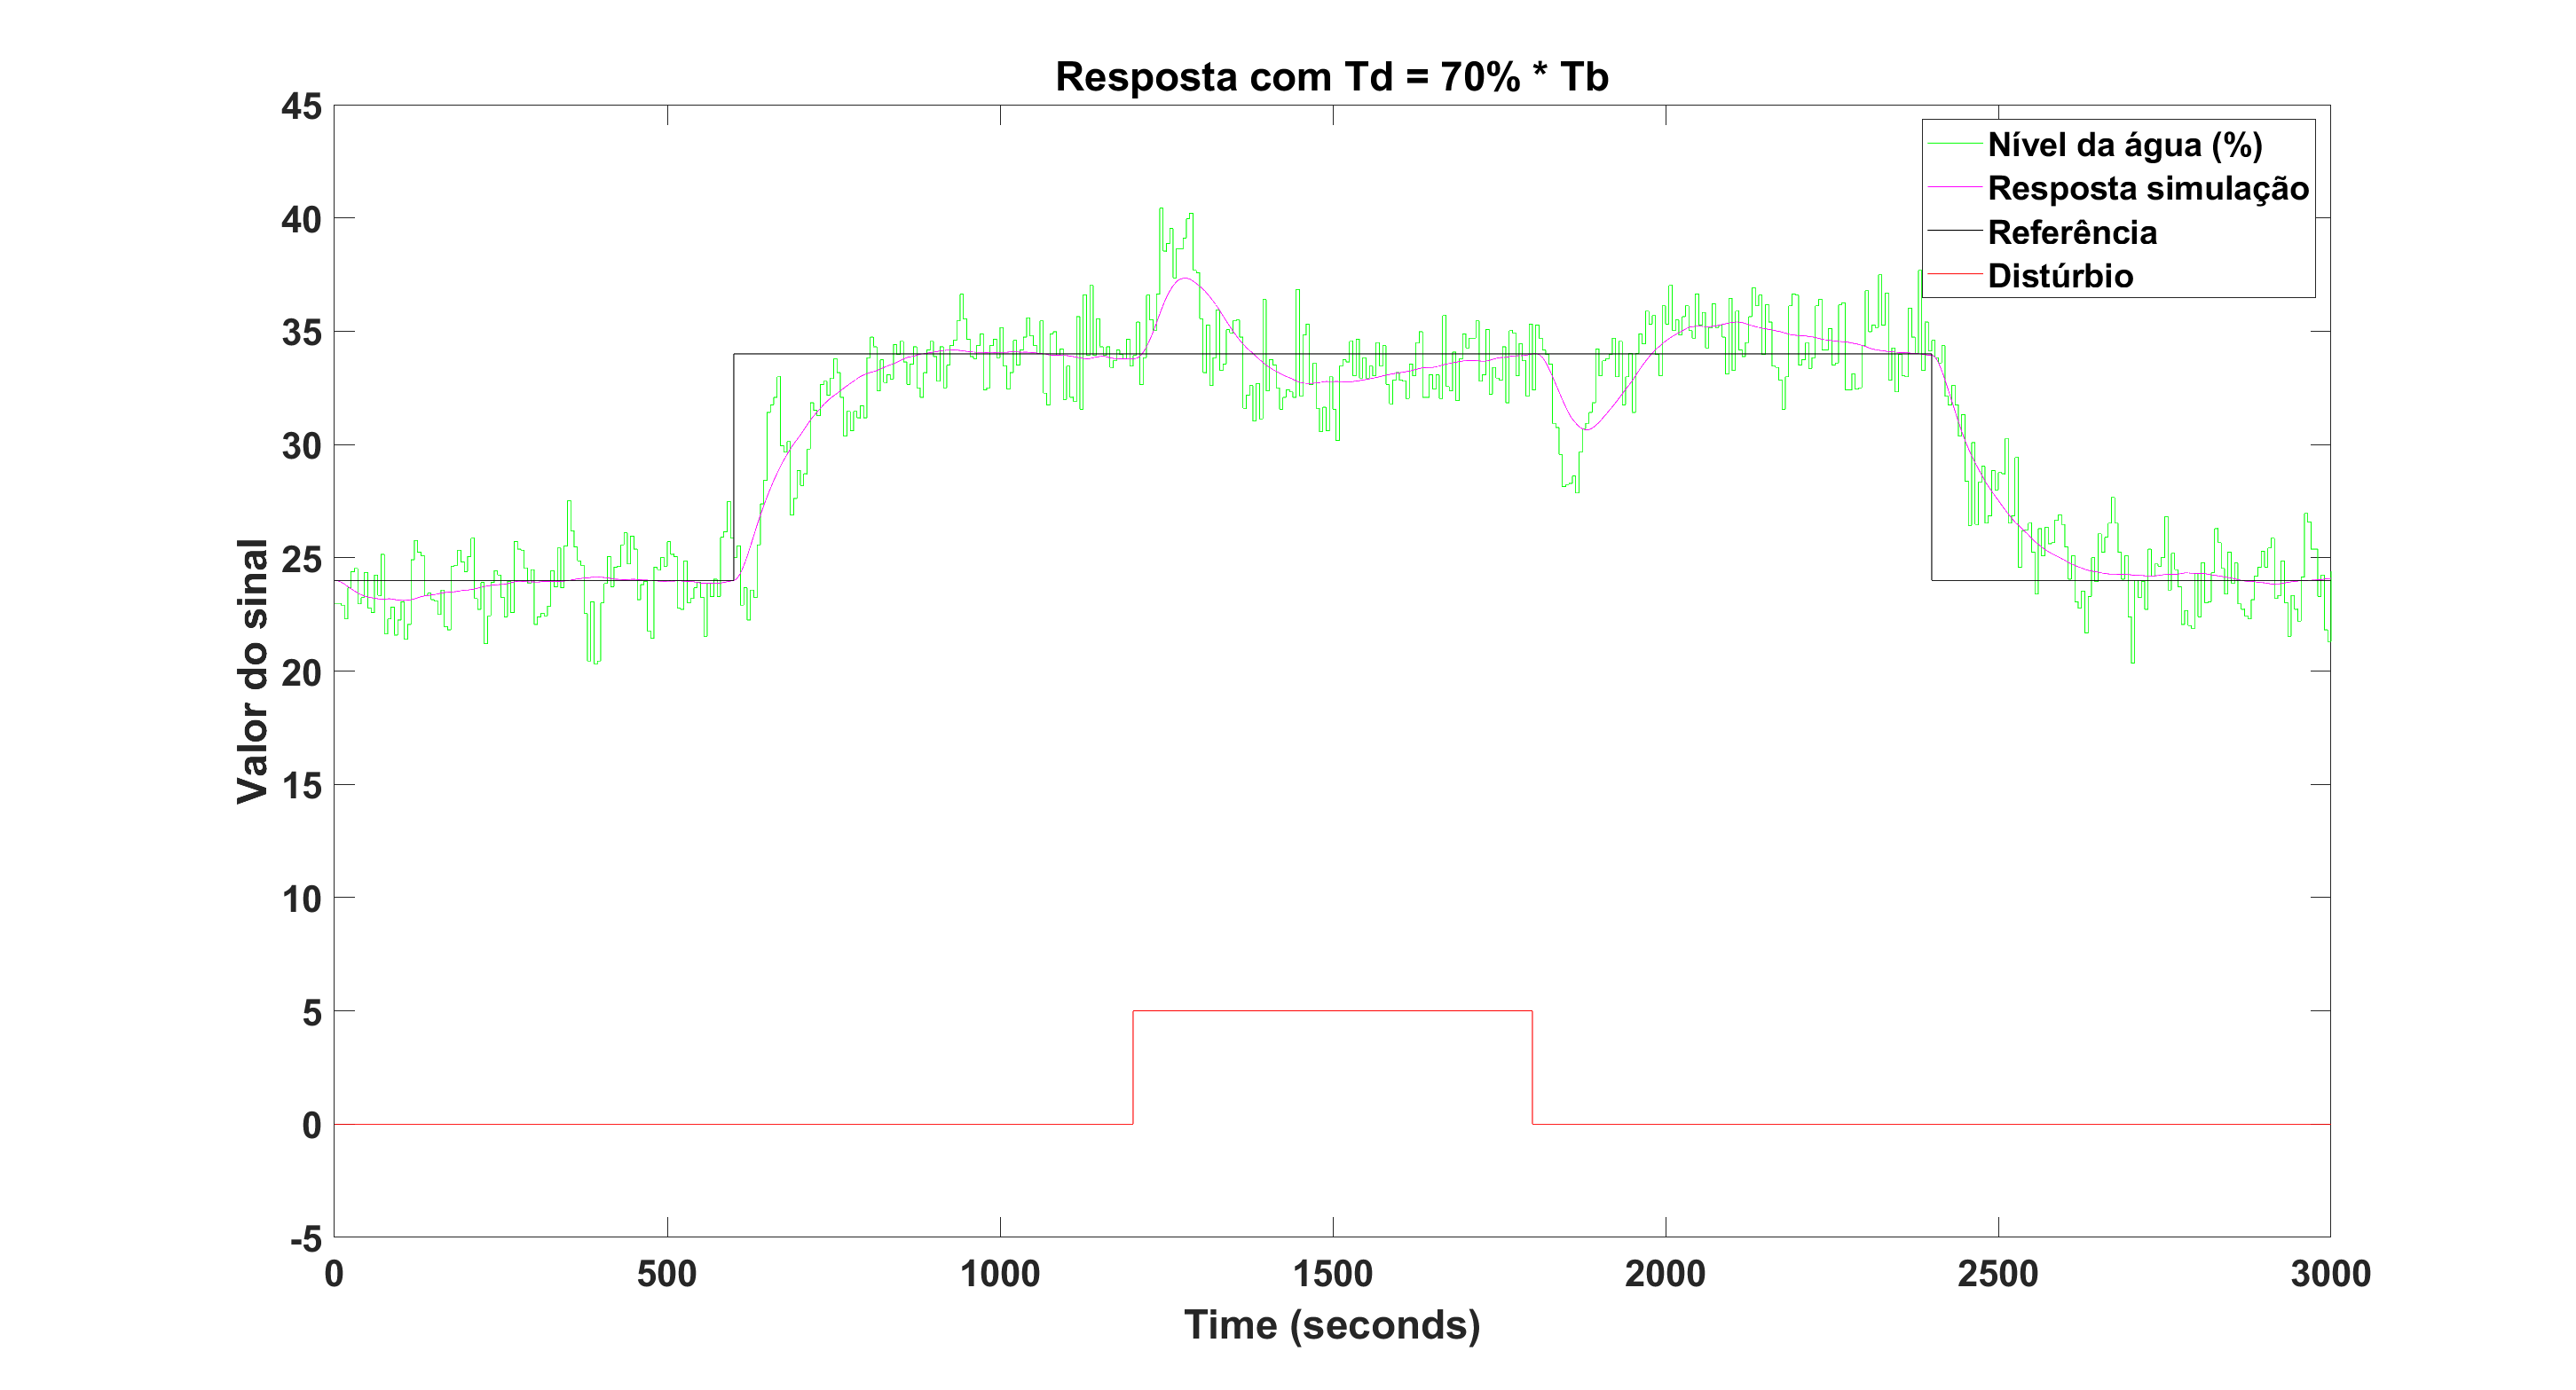 Resposta com Td = 70% * Tb
45
40
35
30
25
20
15
10
5
0
-5
Valor do sinal
Nível da água (%)
Resposta simulação
Referência
Distúrbio
0 500 1000 1500 2000 2500 3000
Time (seconds)